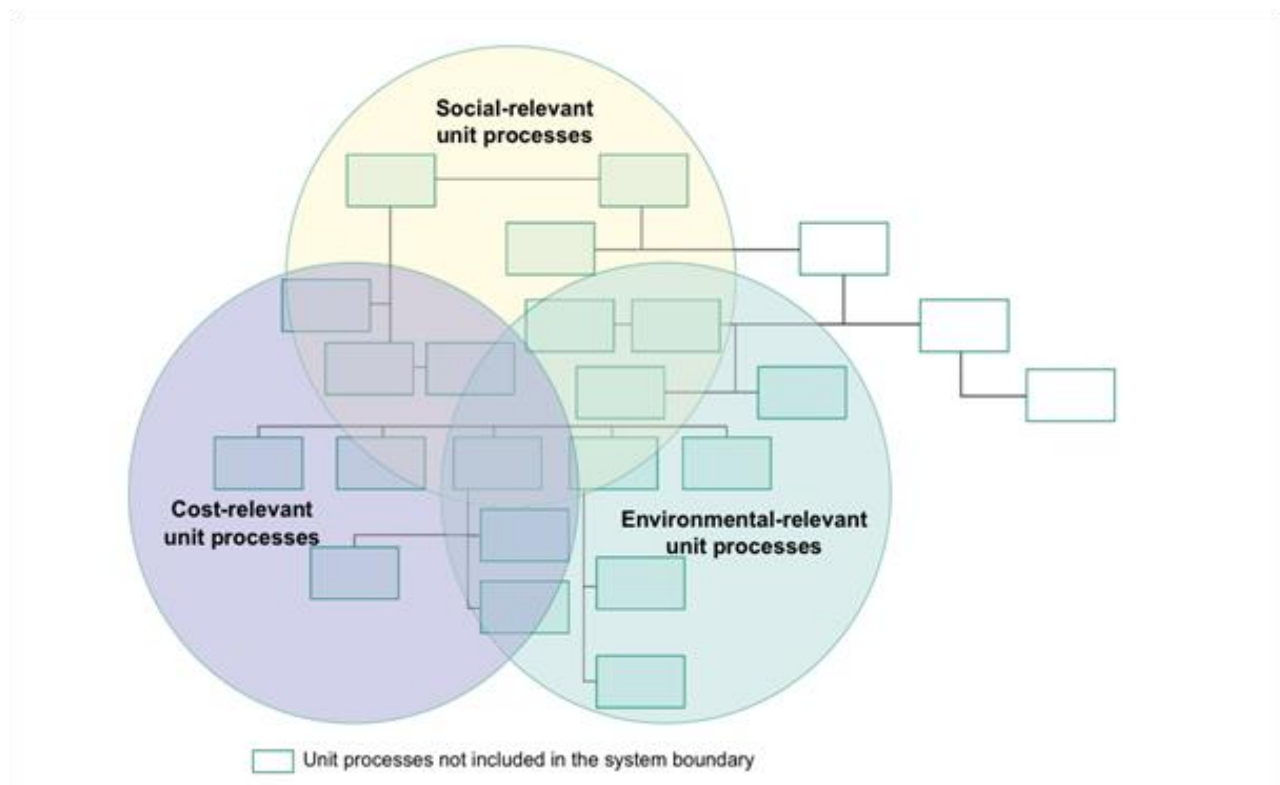 Social-relevant
unit processes
Cost-relevant
unit processes
Environmental-relevant
unit processes
Unit processes not included in the system boundary